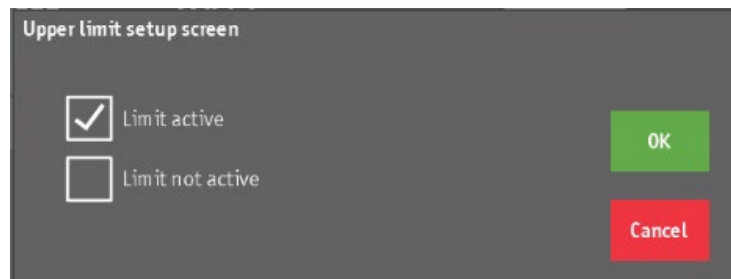 Upper limit setup screen
Limit active
OK
Limit not active
Cancel